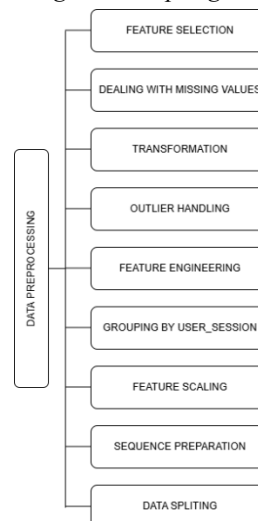 FEATURE SELECTION
DEALING WITH MISSING VALUES
TRANSFORMATION
OUTLIER HANDLING
DATA PREPROCESSING
FEATURE ENGINEERING
GROUPING BY USER_SESSION
FEATURE SCALING
SEQUENCE PREPARATION
DATA SPLITING